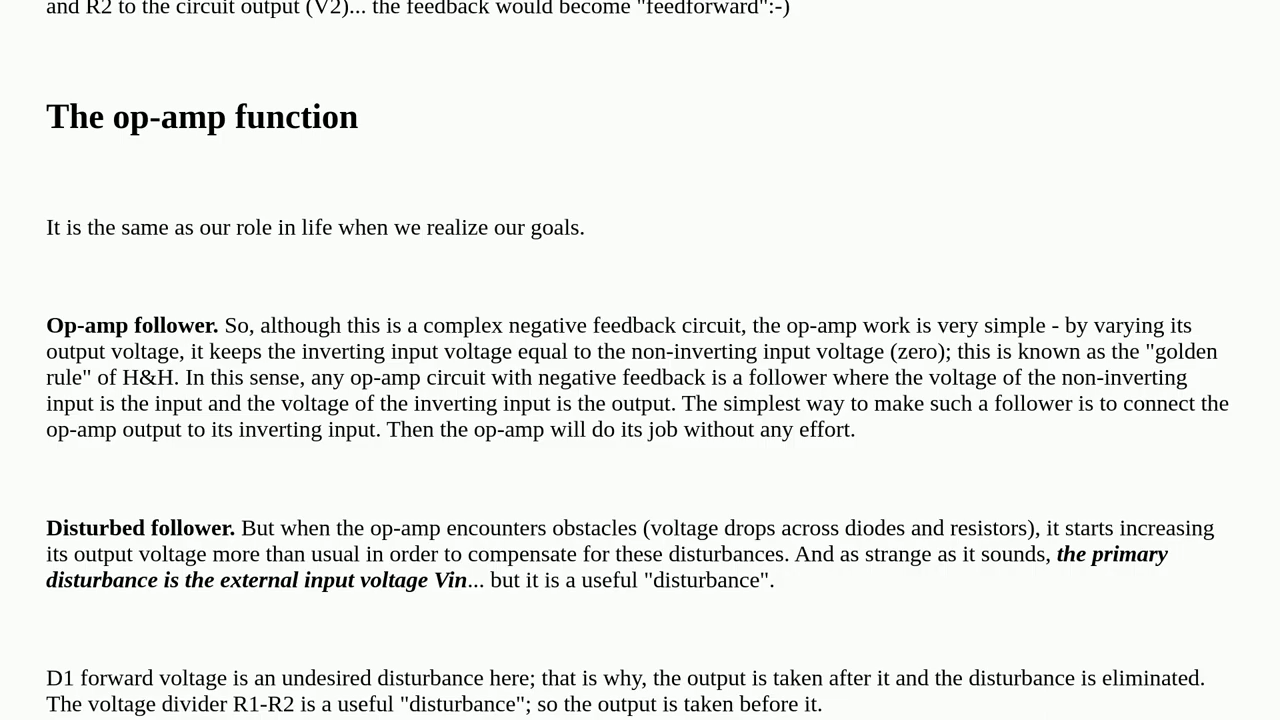 and R2 to the circuit output (V2)... the feedback would become "feedforward":-)
The op-amp function
It is the same as our role in life when we realize our goals.
Op-amp follower. So, although this is a complex negative feedback circuit, the op-amp work is very simple - by varying its
output voltage, it keeps the inverting input voltage equal to the non-inverting input voltage (zero); this is known as the "golden
rule" of H&H. In this sense, any op-amp circuit with negative feedback is a follower where the voltage of the non-inverting
input is the input and the voltage of the inverting input is the output. The simplest way to make such a follower is to connect the
op-amp output to its inverting input. Then the op-amp will do its job without any effort.
Disturbed follower. But when the op-amp encounters obstacles (voltage drops across diodes and resistors), it starts increasing
its output voltage more than usual in order to compensate for these disturbances. And as strange as it sounds, the primary
disturbance is the external input voltage Vin... but it is a useful "disturbance".
D1 forward voltage is an undesired disturbance here; that is why, the output is taken after it and the disturbance is eliminated.
The voltage divider R1-R2 is a useful "disturbance"; so the output is taken before it.